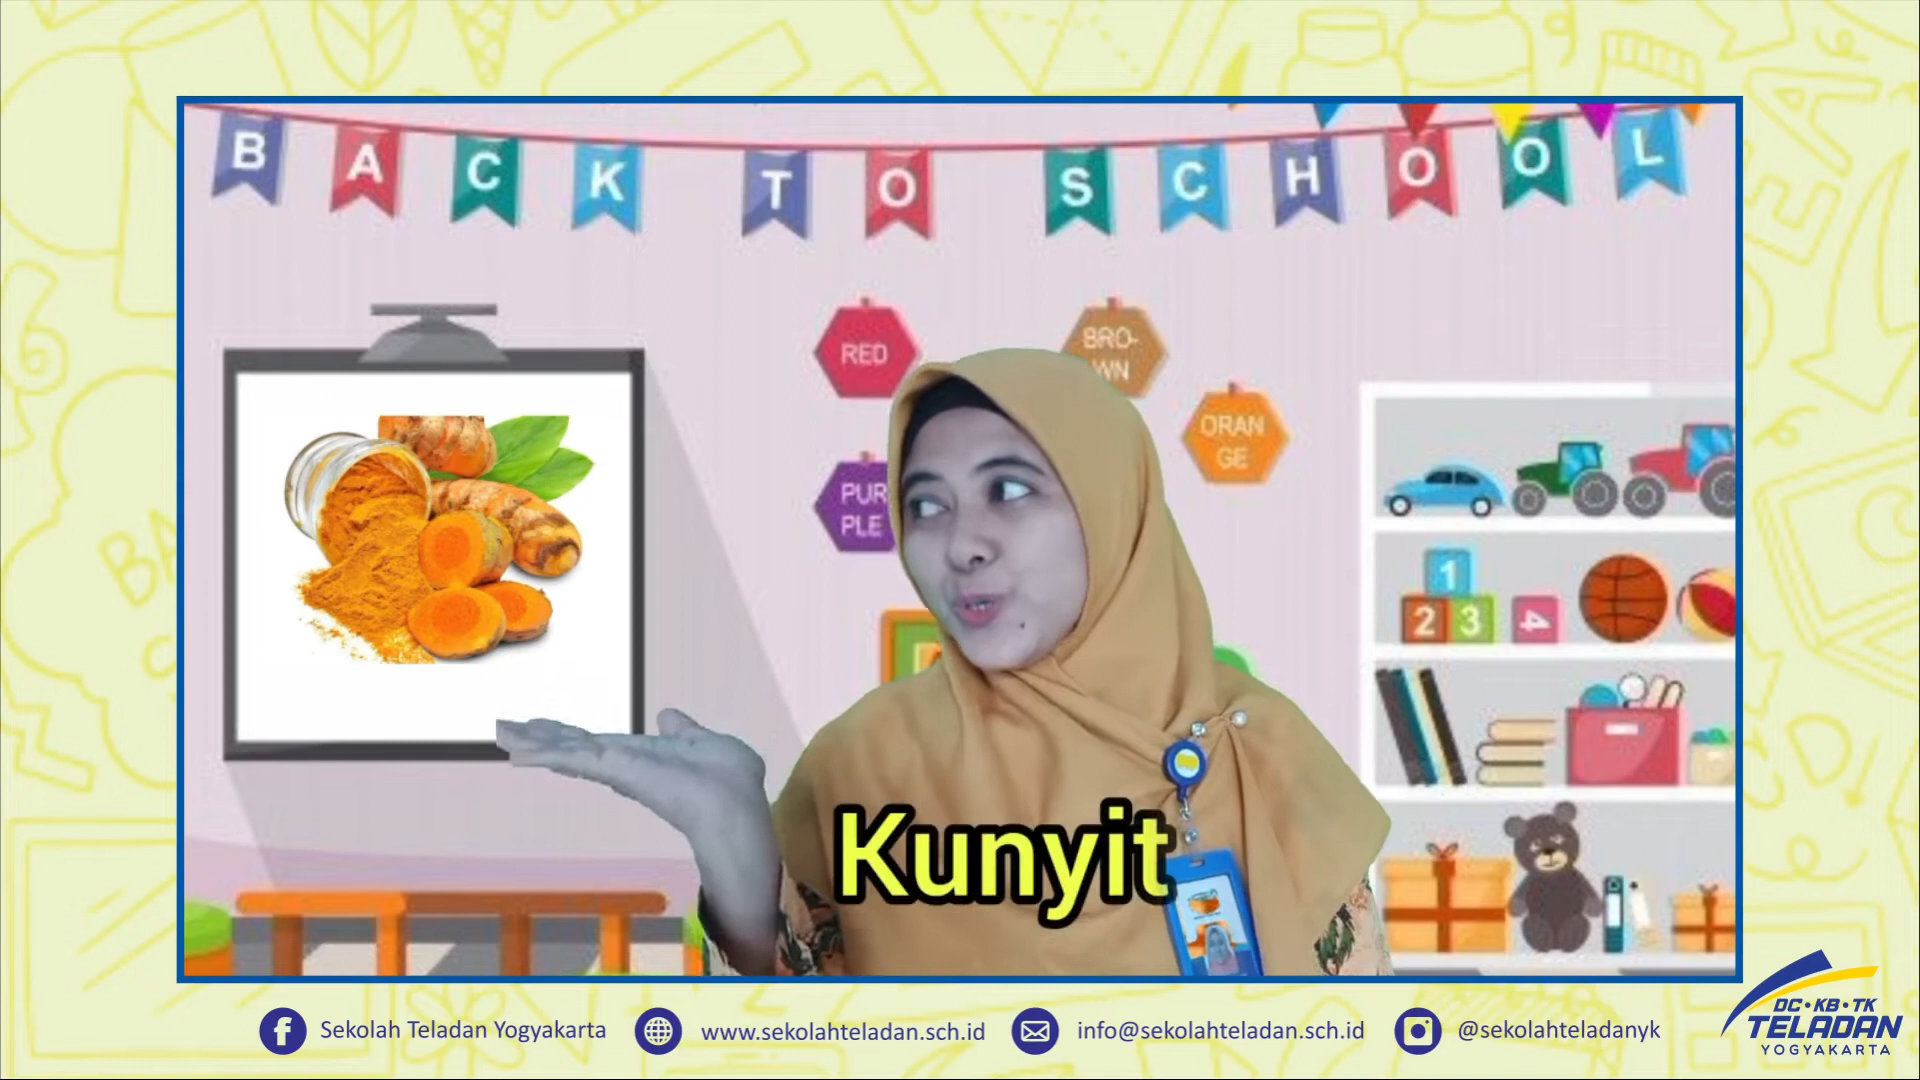 BACK TO SCHOOL
RED
BRO-
WN
ORAN
GE
PUR
PLE
1
2 3 4
Kunyit
Sekolah Teladan Yogyakarta
www.sekolahteladan.sch.id
info@sekolahteladan.sch.id
@sekolahteladanyk
DC • KB • TK
TELADAN
YOGYAKARTA